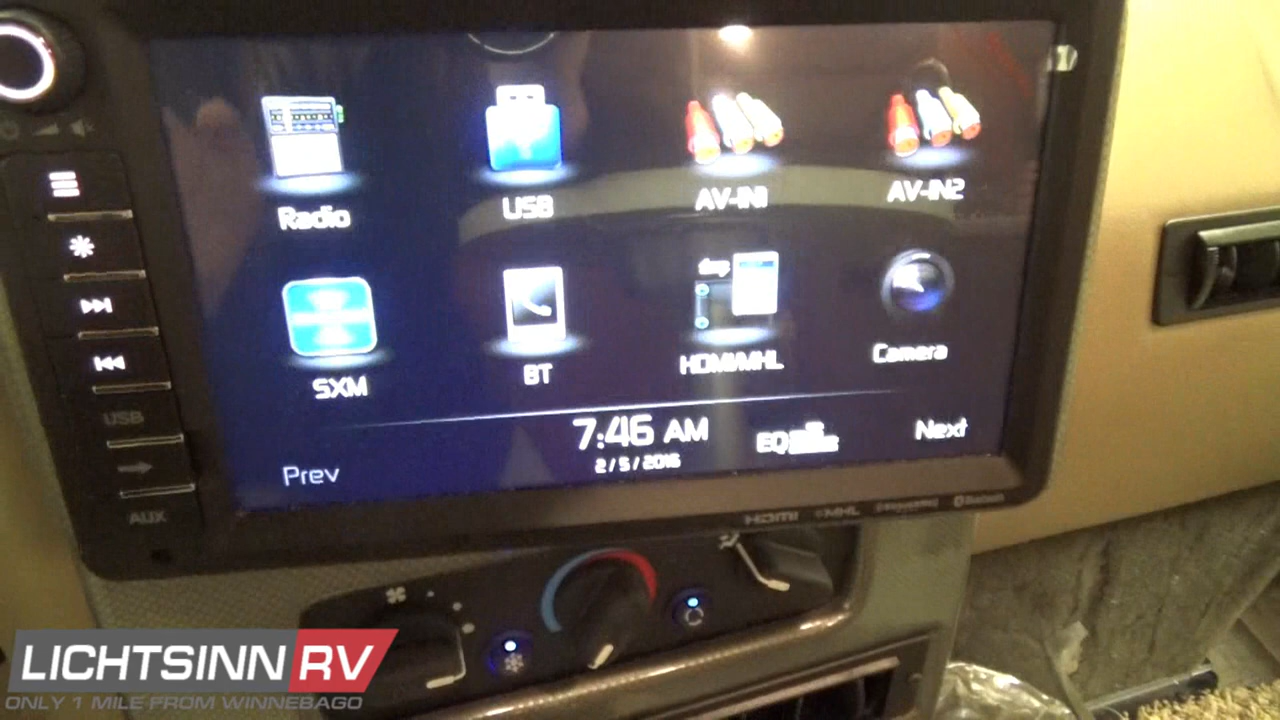 Radio
USB
AV-IN1
AV-IN2
SXM
BT
HDMI/MHL
Camera
7:46 AM
2/5/2016
EQ
Prev
Next
USB
AUX
HDMI
MHL
Bluetooth
LICHTSINN RV
ONLY 1 MILE FROM WINNEBAGO